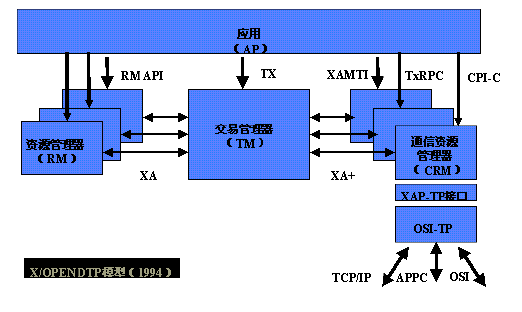 应用
(AP)
RM API
TX
XAMTI
TxRPC
CPI-C
资源管理器
(RM)
交易管理器
(TM)
通信资源
管理器
(CRM)
XA
XA+
XAP-TP接口
OSI-TP
X/OPENDTP模型(1994)
TCP/IP
APPC
OSI